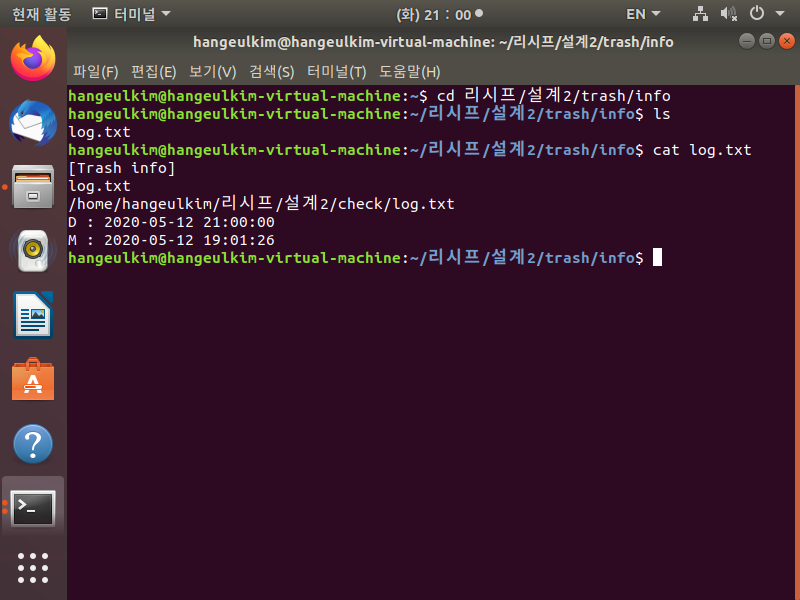 현재 활동 터미널 (화) 21 : 00 EN
hangeulkim@hangeulkim-virtual-machine: ~/리시프/설계2/trash/info
파일(F) 편집(E) 보기(V) 검색(S) 터미널(T) 도움말(H)
hangeulkim@hangeulkim-virtual-machine:~$ cd 리시프/설계2/trash/info
hangeulkim@hangeulkim-virtual-machine:~/리시프/설계2/trash/info$ ls
log.txt
hangeulkim@hangeulkim-virtual-machine:~/리시프/설계2/trash/info$ cat log.txt
[Trash info]
log.txt
/home/hangeulkim/리시프/설계2/check/log.txt
D : 2020-05-12 21:00:00
M : 2020-05-12 19:01:26
hangeulkim@hangeulkim-virtual-machine:~/리시프/설계2/trash/info$